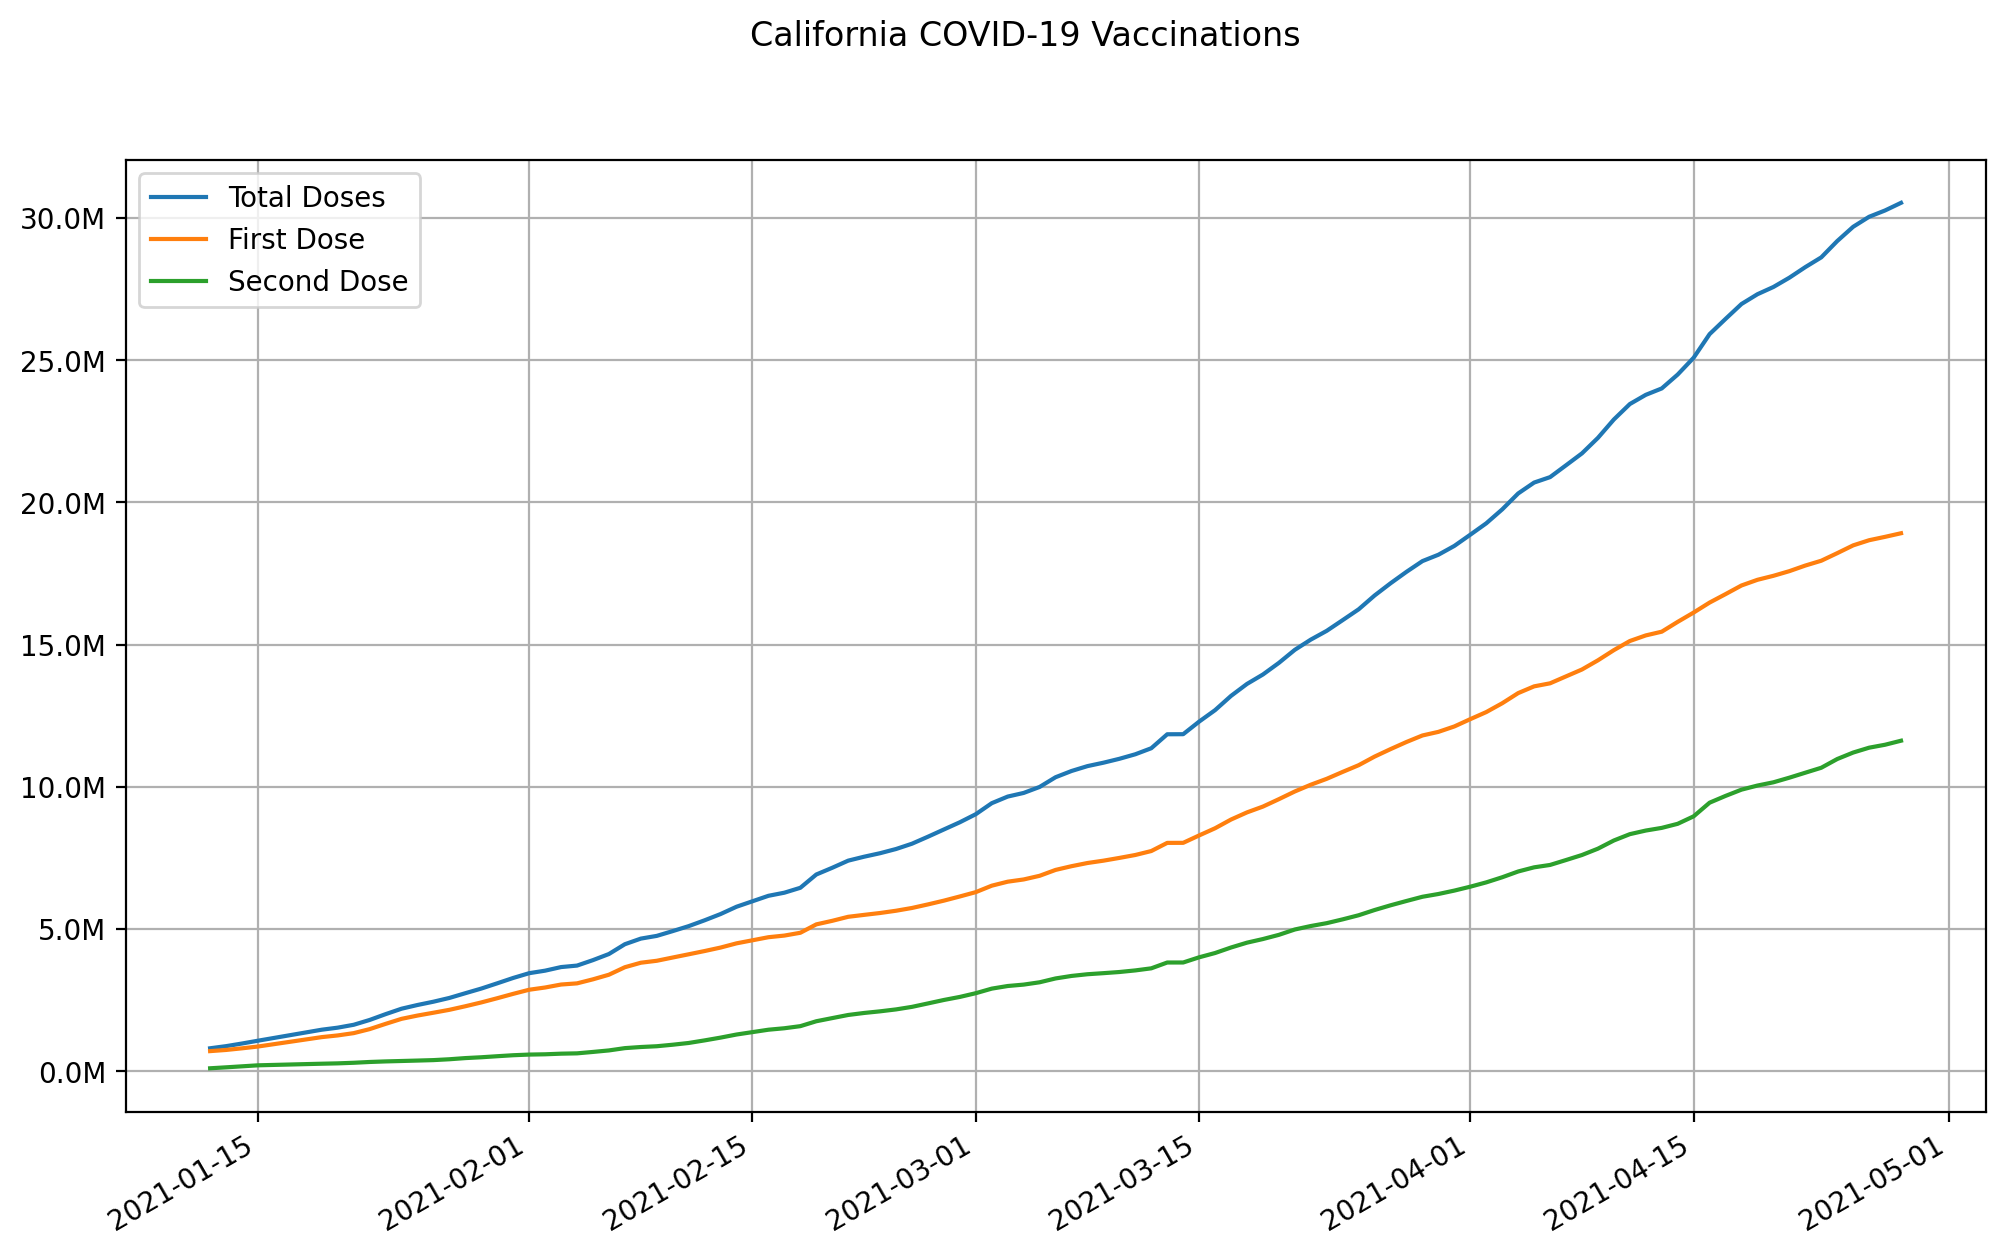 California COVID-19 Vaccinations
Total Doses
First Dose
Second Dose
30.0M
25.0M
20.0M
15.0M
10.0M
5.0M
0.0M
2021-01-15
2021-02-01
2021-02-15
2021-03-01
2021-03-15
2021-04-01
2021-04-15
2021-05-01